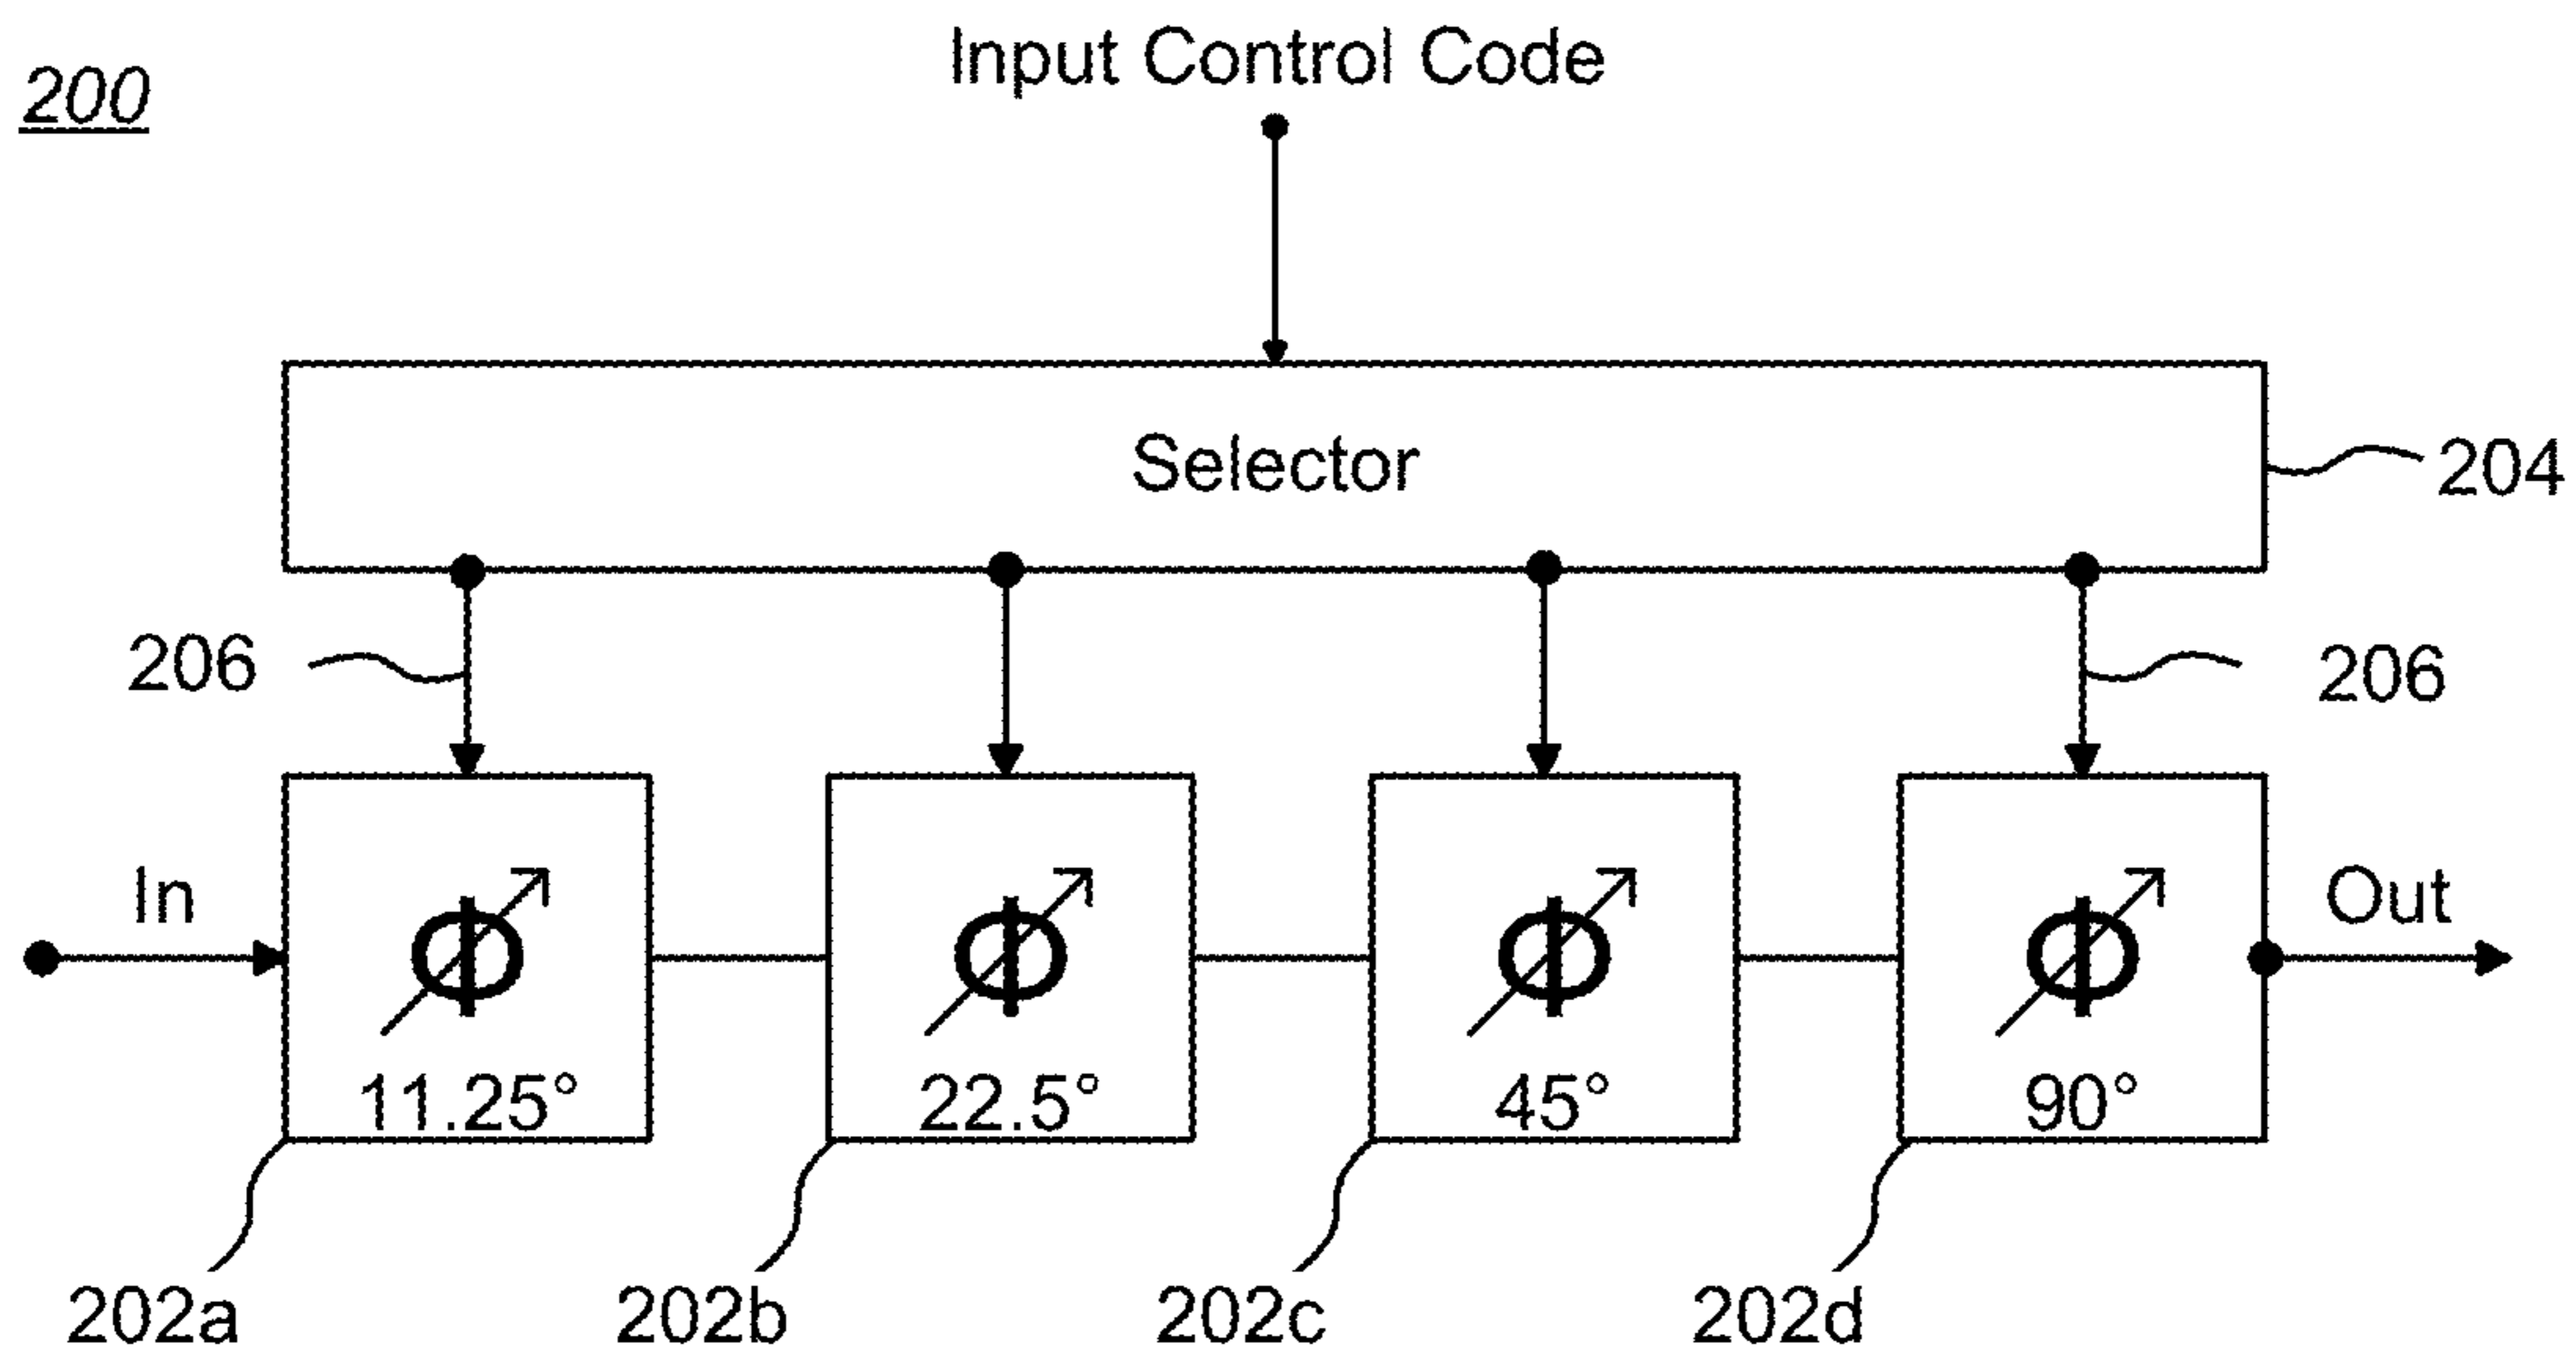 200
Input Control Code
Selector
204
206
206
In
Φ
Φ
Φ
Φ
Out
11.25°
22.5°
45°
90°
202a
202b
202c
202d